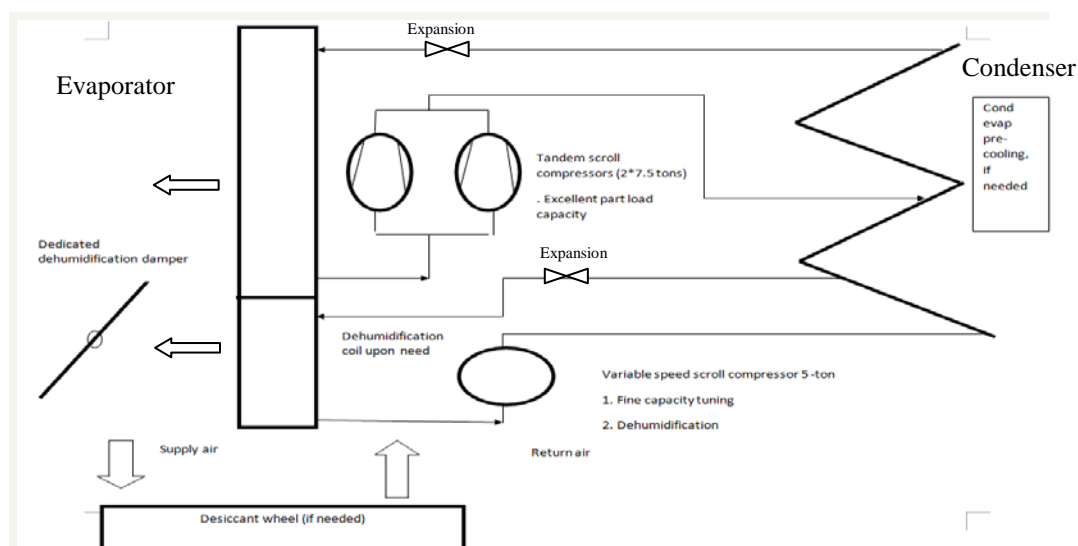 Expansion
Evaporator
Condenser
Cond
evap
pre-
cooling,
if
needed
Tandem scroll
compressors (2*7.5 tons)
. Excellent part load
capacity
Dedicated
dehumidification damper
Expansion
Dehumidification
coil upon need
Variable speed scroll compressor 5-ton
1. Fine capacity tuning
2. Dehumidification
Supply air
Return air
Desiccant wheel (if needed)